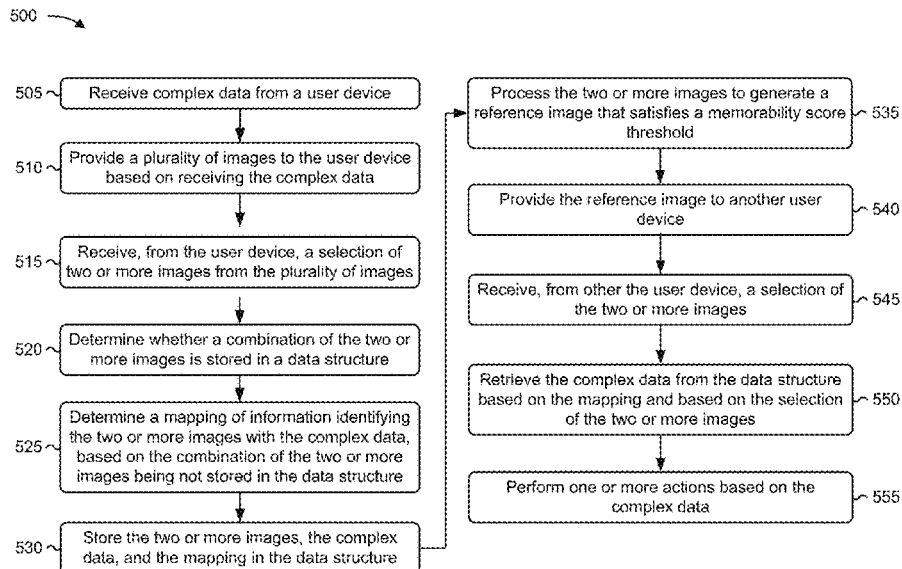 500
505
Receive complex data from a user device
510
Provide a plurality of images to the user device
based on receiving the complex data
515
Receive, from the user device, a selection of
two or more images from the plurality of images
520
Determine whether a combination of the two or
more images is stored in a data structure
525
Determine a mapping of information identifying
the two or more images with the complex data,
based on the combination of the two or more
images being not stored in the data structure
530
Store the two or more images, the complex
data, and the mapping in the data structure
Process the two or more images to generate a
reference image that satisfies a memorability score
threshold
535
Provide the reference image to another user
device
540
Receive, from other the user device, a selection of
the two or more images
545
Retrieve the complex data from the data structure
based on the mapping and based on the selection
of the two or more images
550
Perform one or more actions based on the
complex data
555